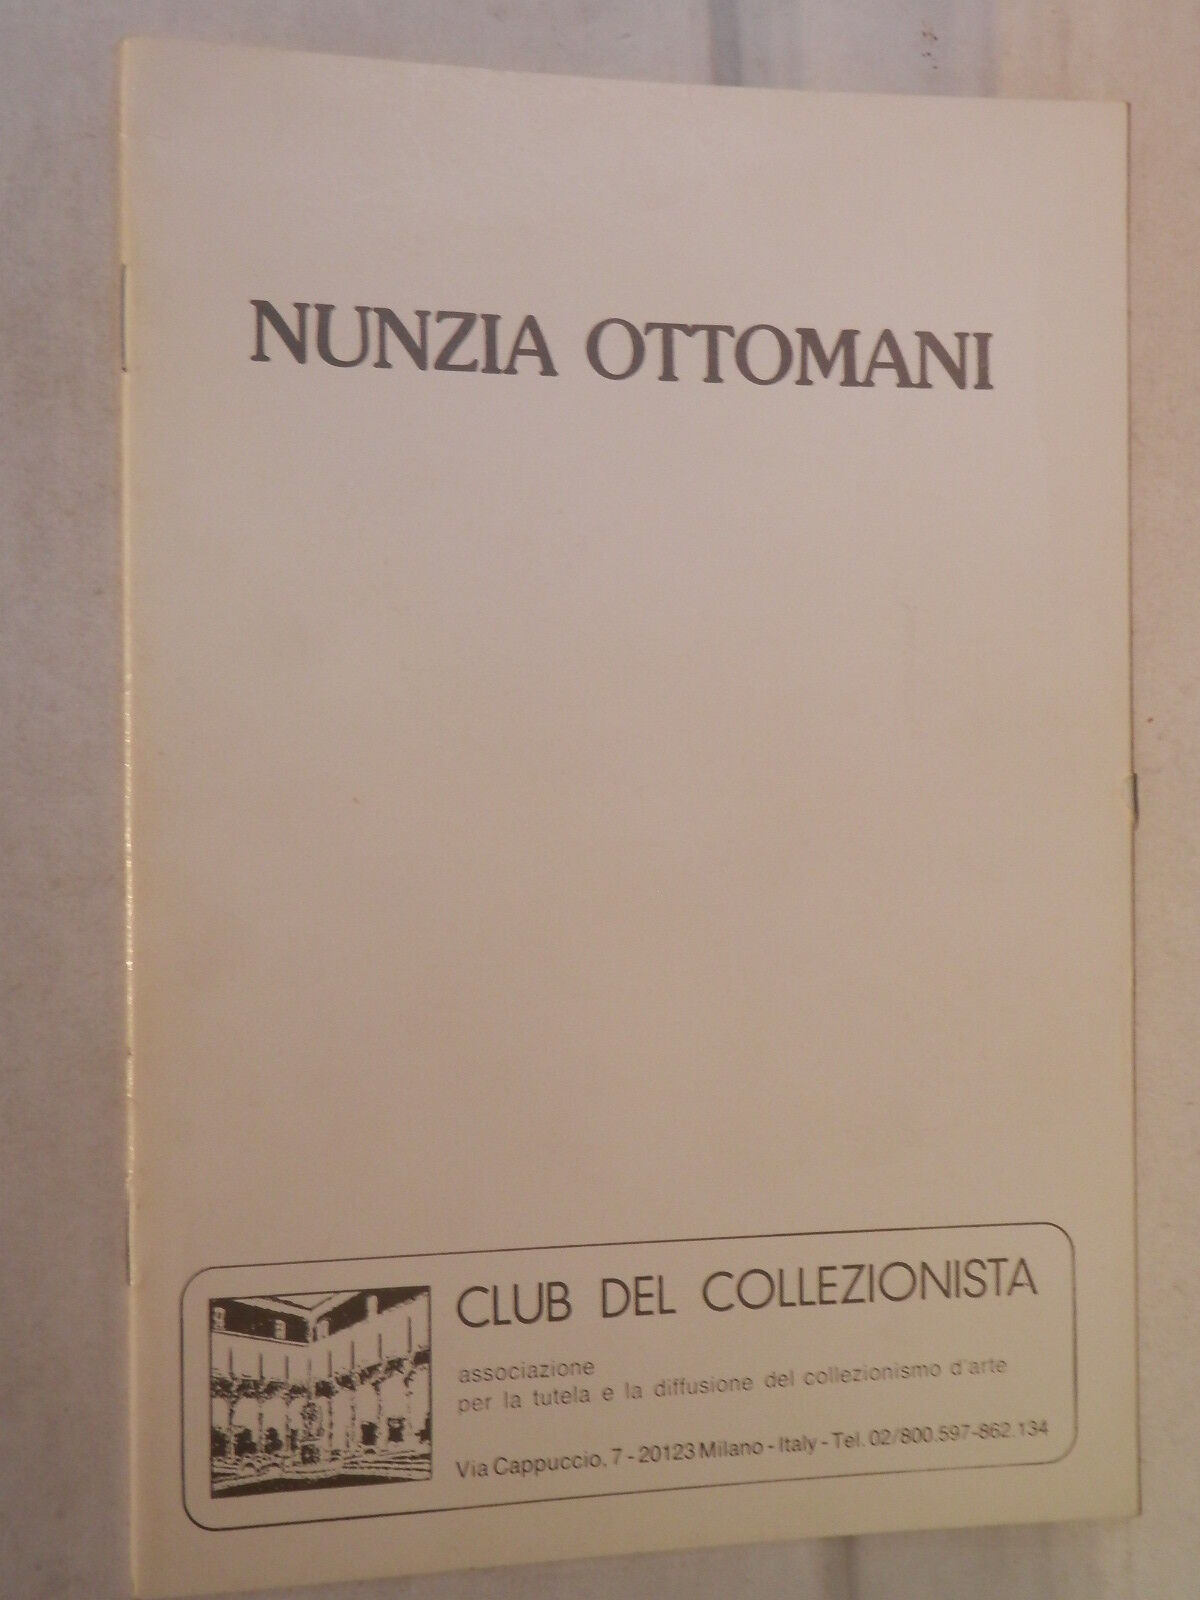 NUNZIA OTTOMANI
CLUB DEL COLLEZIONISTA
associazione
per la tutela e la diffusione del collezionismo d'arte
Via Cappuccio, 7 - 20123 Milano - Italy - Tel. 02/800.597-862.134